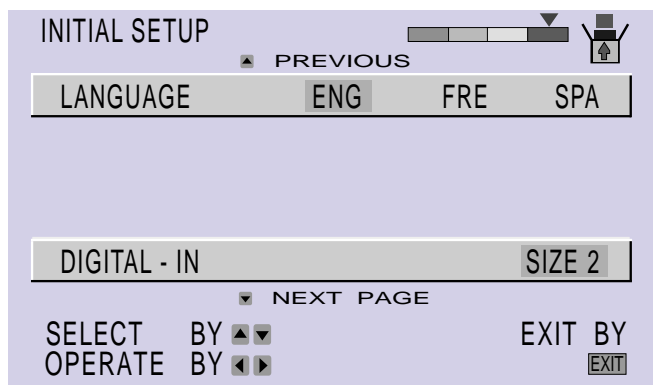 INITIAL SETUP
PREVIOUS
LANGUAGE ENG FRE SPA
DIGITAL - IN SIZE 2
NEXT PAGE
SELECT BY EXIT BY
OPERATE BY EXIT